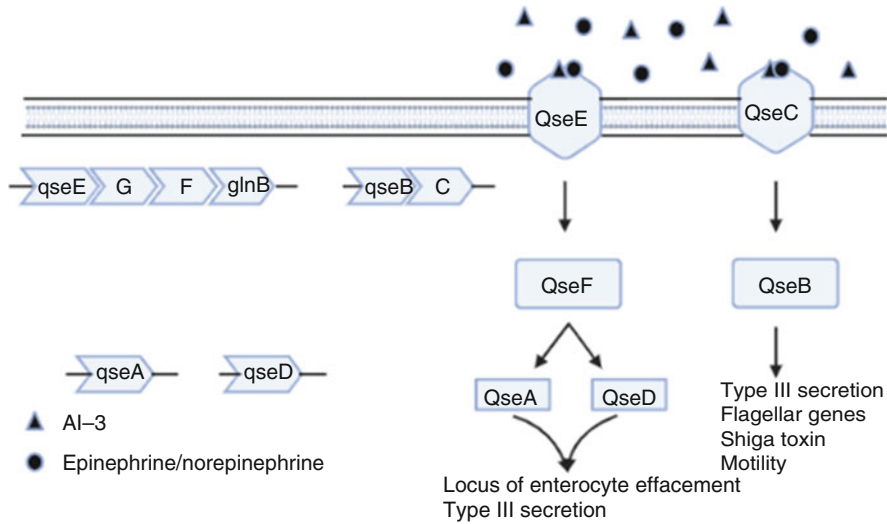 QseE
QseC
qseE G F glnB
qseB C
QseF
QseB
qseA
qseD
QseA
QseD
Type III secretion
Flagellar genes
Shiga toxin
Motility
AI–3
Epinephrine/norepinephrine
Locus of enterocyte effacement
Type III secretion